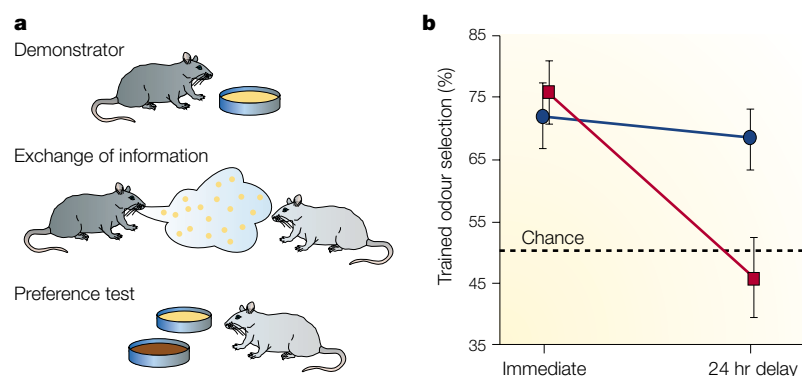 a
Demonstrator
Exchange of information
Preference test
b
Trained odour selection (%)
85
75
65
55
45
35
Chance
Immediate
24 hr delay